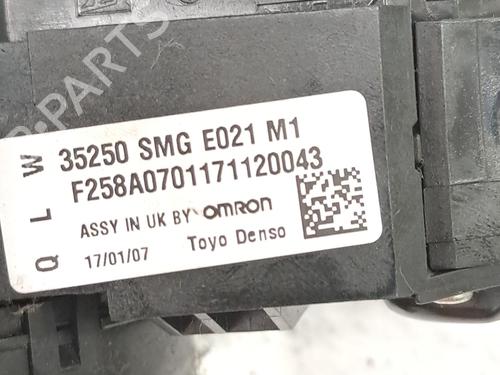 W 35250 SMG E021 M1
L F258A0701171120043
ASSY IN UK BY OMRON
Q 17/01/07 Toyo Denso